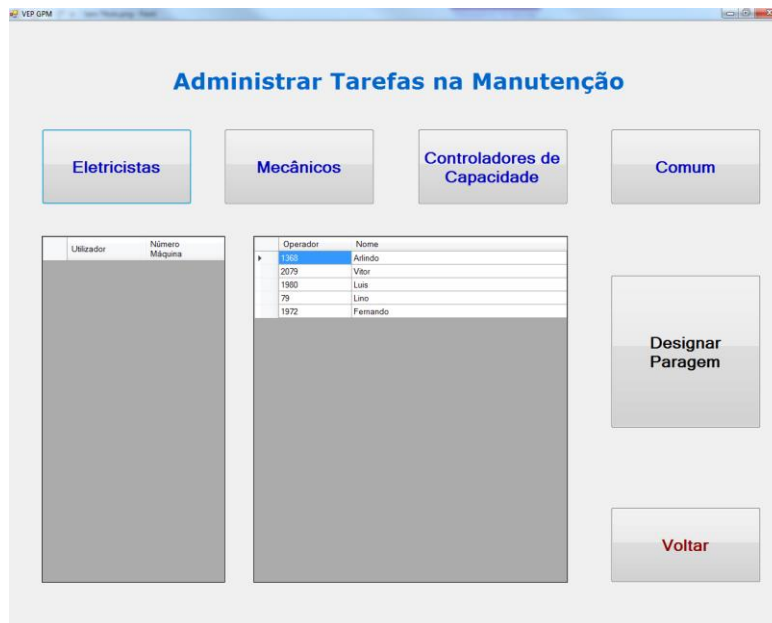 VEP GPM
Administrar Tarefas na Manutenção
Eletricistas
Mecânicos
Controladores de
Capacidade
Comum
Utilizador Número
Máquina
Operador Nome
1368 Arlindo
2079 Vitor
1980 Luis
79 Lino
1972 Fernando
Designar
Paragem
Voltar